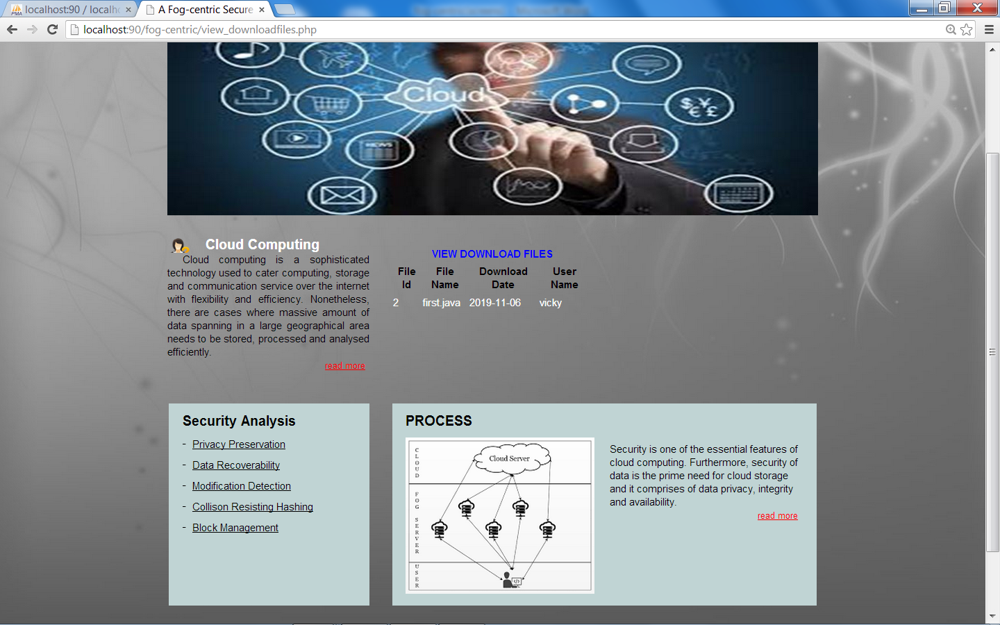 localhost:90 / localho
A Fog-centric Secure
localhost:90/fog-centric/view_downloadfiles.php
Cloud
NEWS
$ ¥
€ £
Cloud Computing
Cloud computing is a sophisticated
technology used to cater computing, storage
and communication service over the internet
with flexibility and efficiency. Nonetheless,
there are cases where massive amount of
data spanning in a large geographical area
needs to be stored, processed and analysed
efficiently.
read more
VIEW DOWNLOAD FILES
File Id File Name Download Date User Name
2 first.java 2019-11-06 vicky
Security Analysis
- Privacy Preservation
- Data Recoverability
- Modification Detection
- Collison Resisting Hashing
- Block Management
PROCESS
CLOUD
Cloud Server
FOG SERVER
USER
Security is one of the essential features of
cloud computing. Furthermore, security of
data is the prime need for cloud storage
and it comprises of data privacy, integrity
and availability.
read more